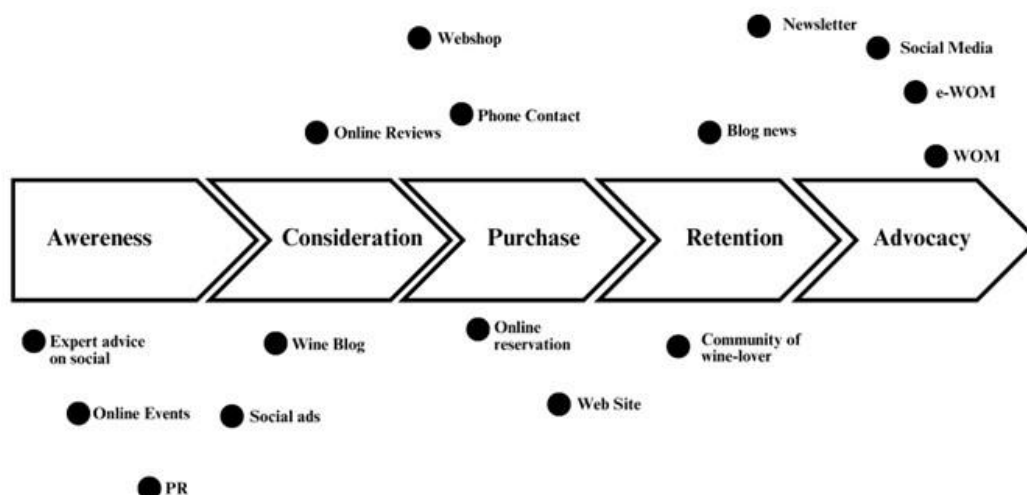 Newsletter
Webshop
Social Media
e-WOM
Phone Contact
Online Reviews
Blog news
WOM
Awereness
Consideration
Purchase
Retention
Advocacy
Expert advice
on social
Wine Blog
Online
reservation
Community of
wine-lover
Online Events
Social ads
Web Site
PR